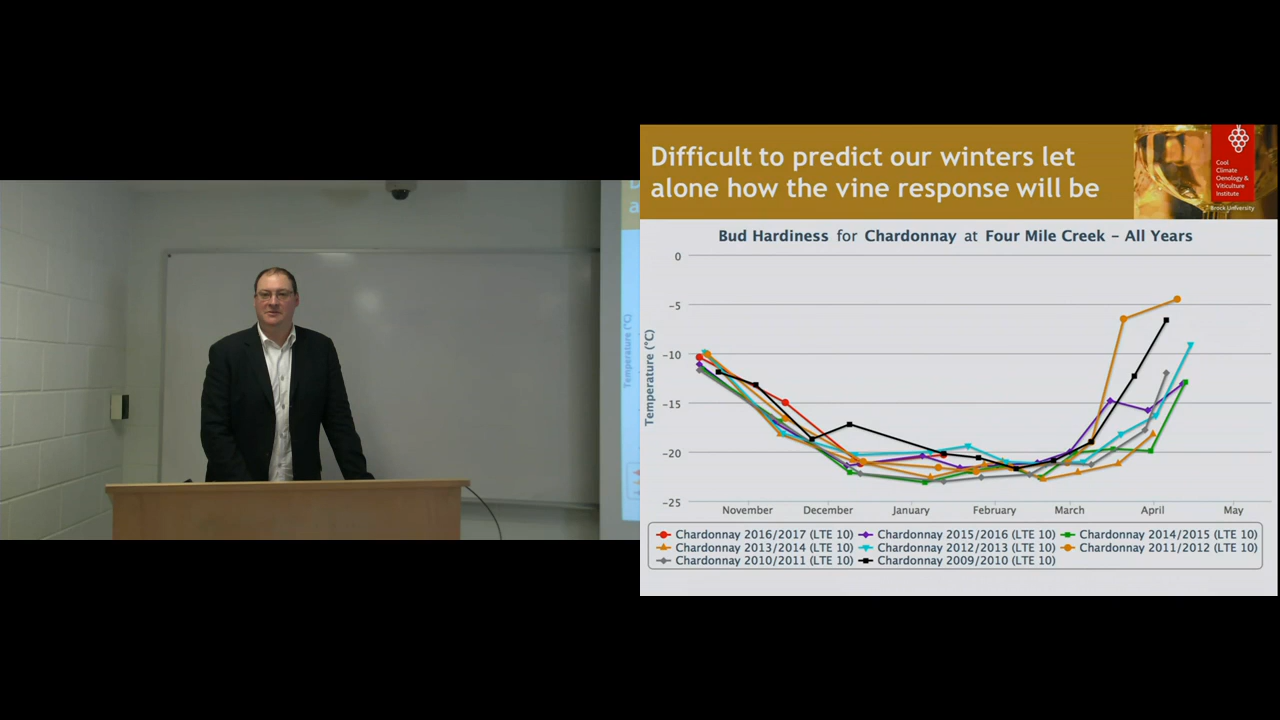 Difficult to predict our winters let
alone how the vine response will be
Cool
Climate
Oenology &
Viticulture
Institute
Brock University
Bud Hardiness for Chardonnay at Four Mile Creek – All Years
Temperature (°C)
0
-5
-10
-15
-20
-25
November December January February March April May
Chardonnay 2016/2017 (LTE 10) Chardonnay 2015/2016 (LTE 10) Chardonnay 2014/2015 (LTE 10)
Chardonnay 2013/2014 (LTE 10) Chardonnay 2012/2013 (LTE 10) Chardonnay 2011/2012 (LTE 10)
Chardonnay 2010/2011 (LTE 10) Chardonnay 2009/2010 (LTE 10)
Temperature (°C)